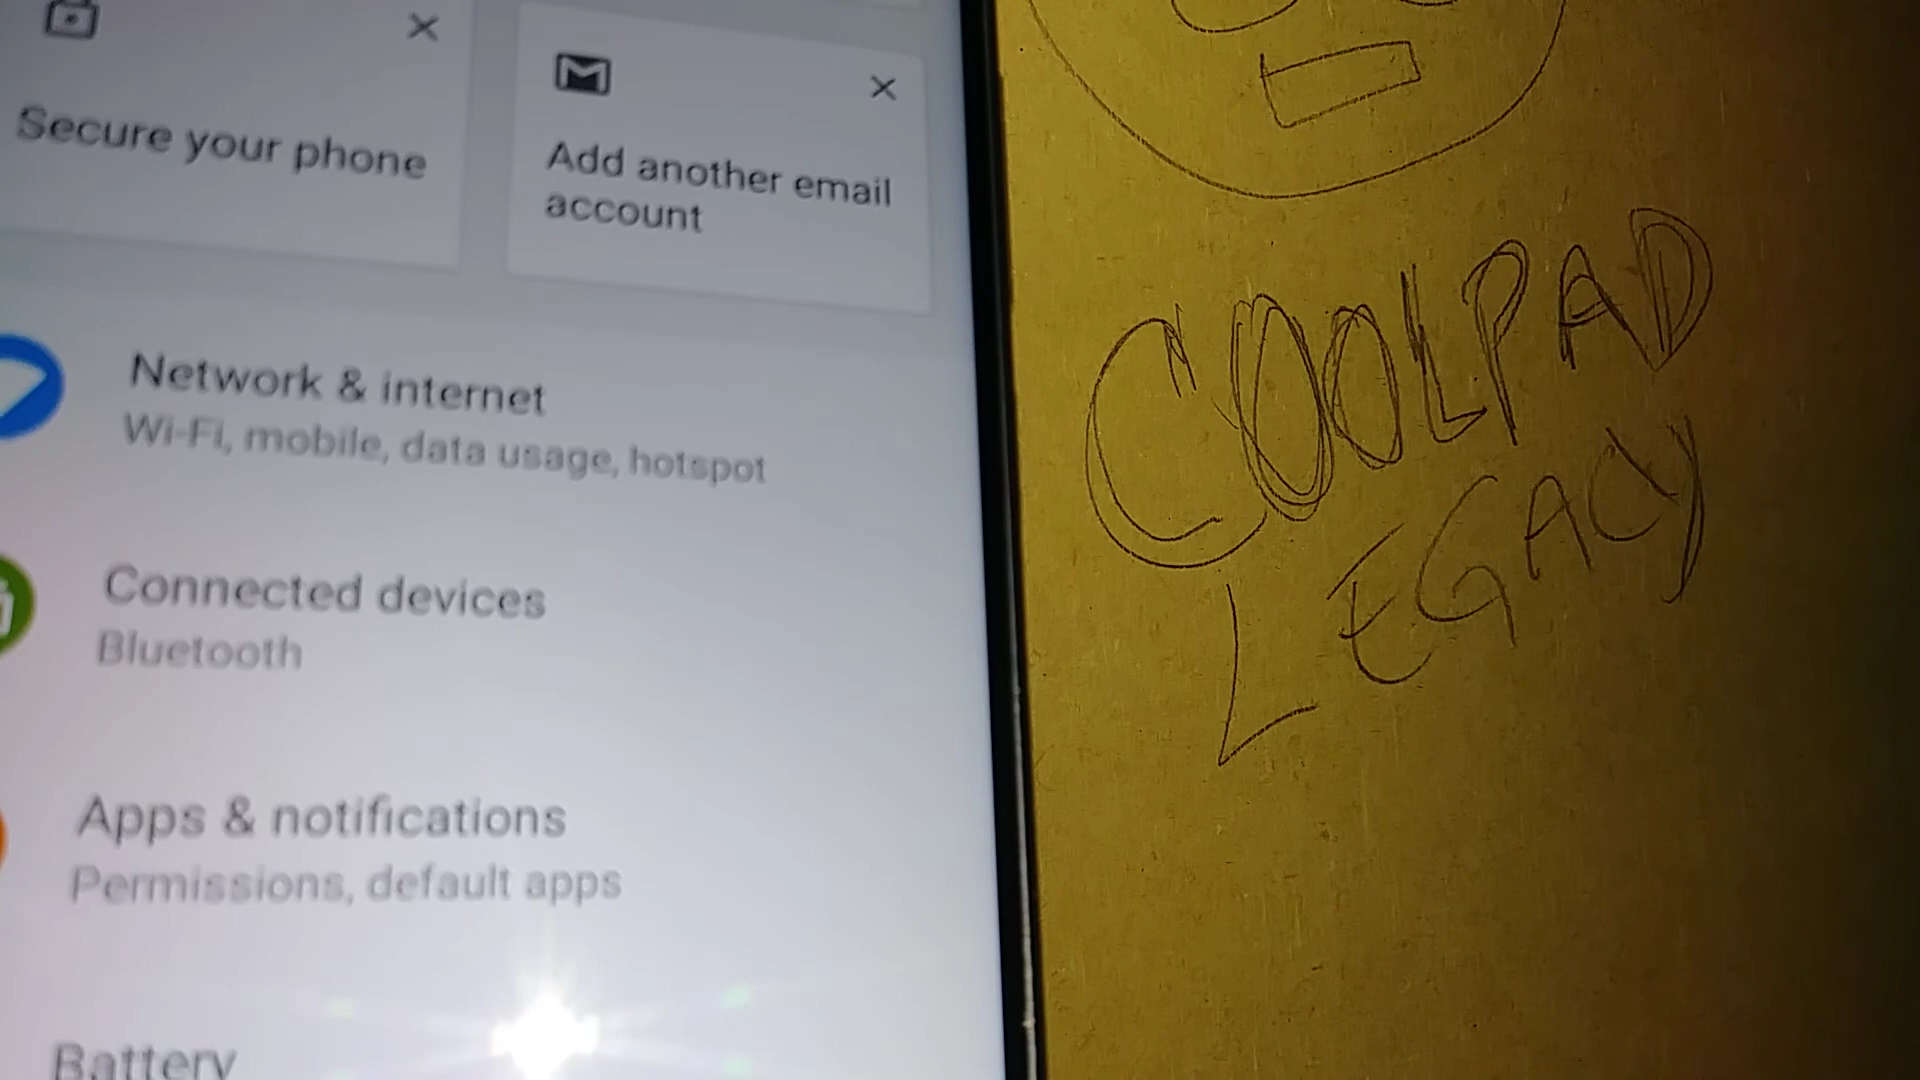 Secure your phone
Add another email
account
Network & internet
Wi-Fi, mobile, data usage, hotspot
Connected devices
Bluetooth
Apps & notifications
Permissions, default apps
Battery
COOLPAD
LEGACY